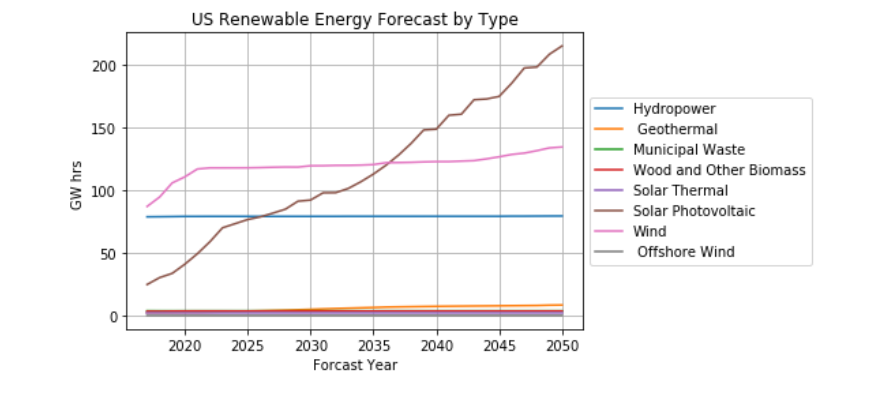 US Renewable Energy Forecast by Type
200
150
100
50
0
GW hrs
2020 2025 2030 2035 2040 2045 2050
Forcast Year
Hydropower
Geothermal
Municipal Waste
Wood and Other Biomass
Solar Thermal
Solar Photovoltaic
Wind
Offshore Wind